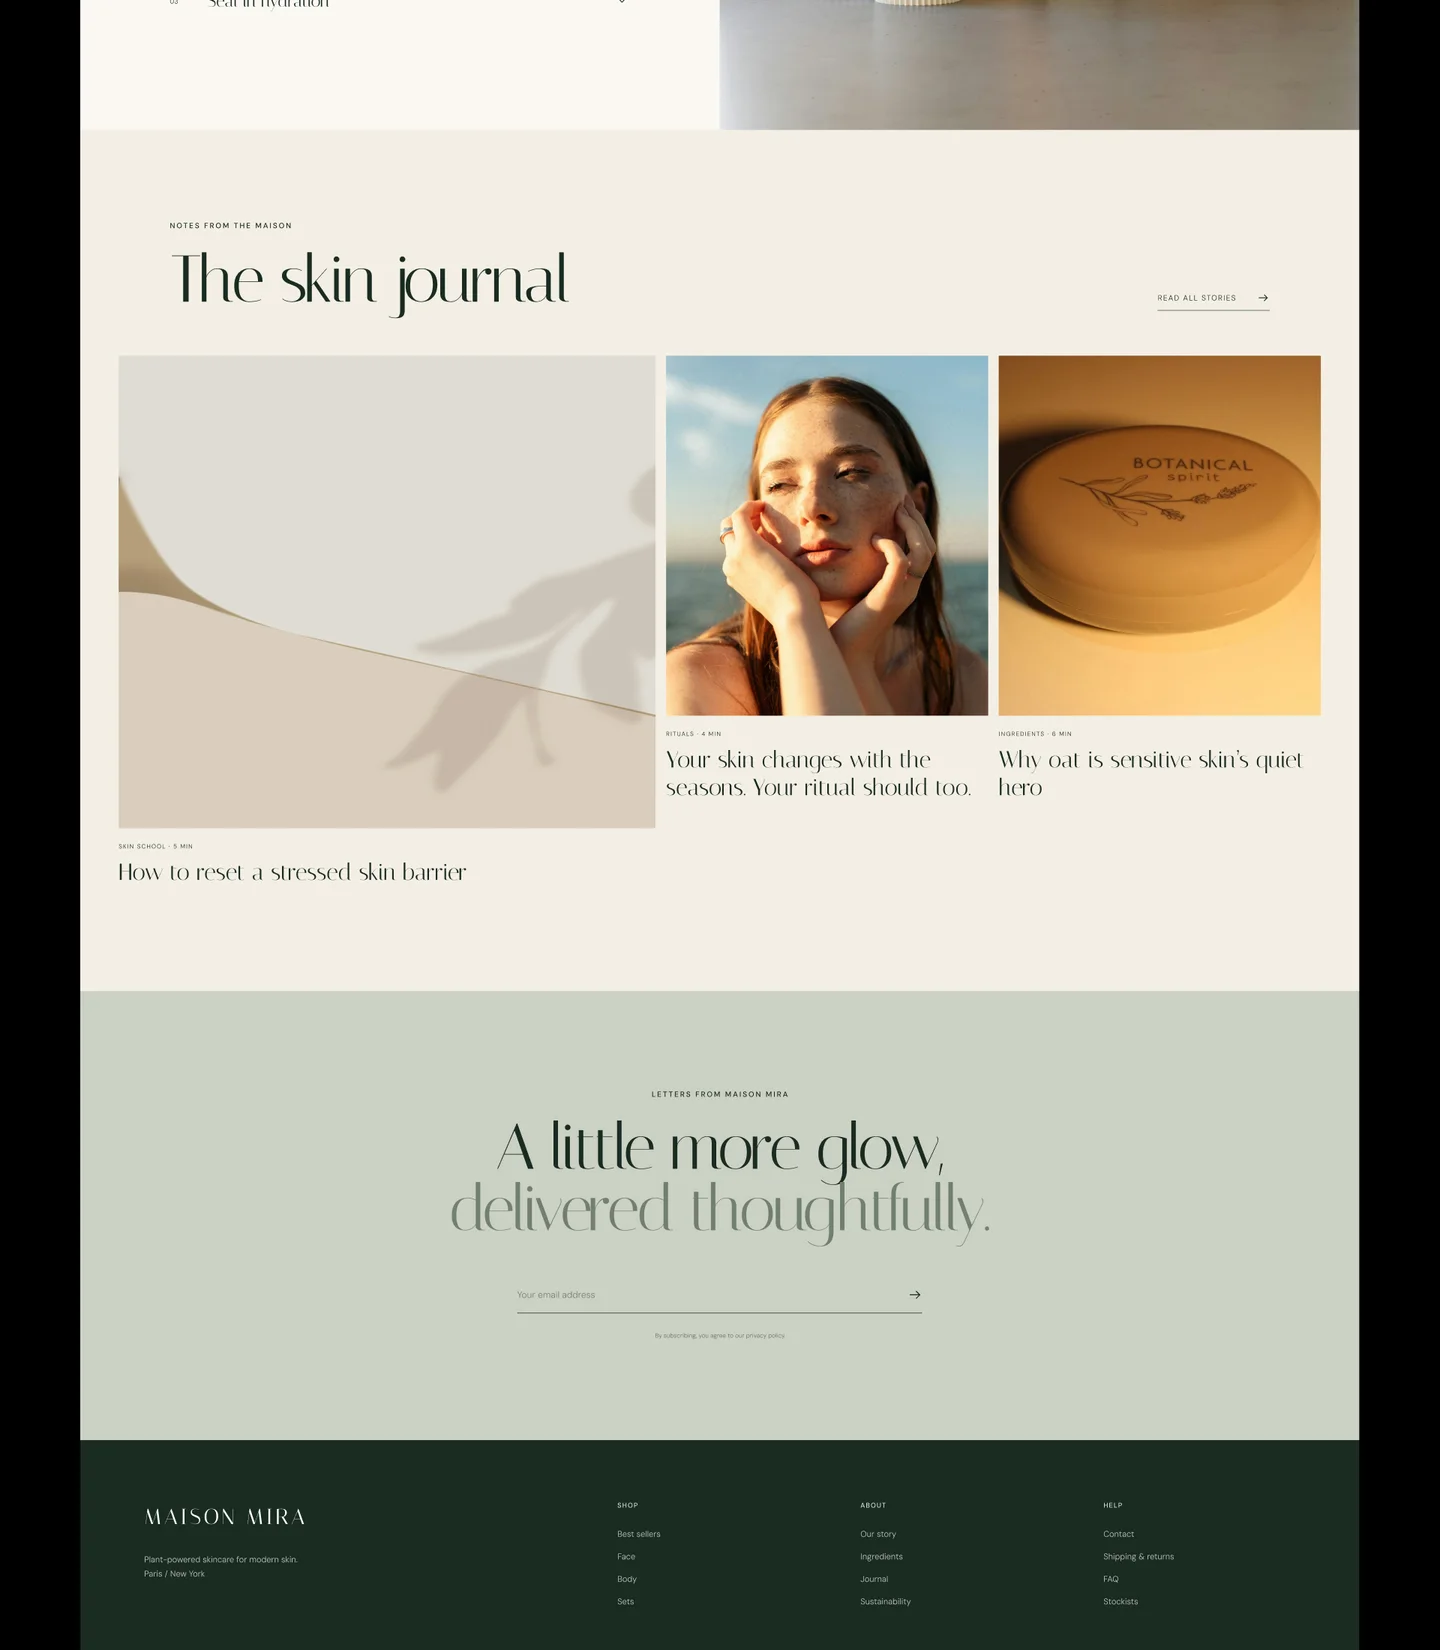 03
Seal in hydration
NOTES FROM THE MAISON
The skin journal
READ ALL STORIES
BOTANICAL
spirit
RITUALS · 4 MIN
Your skin changes with the
seasons. Your ritual should too.
INGREDIENTS · 6 MIN
Why oat is sensitive skin’s quiet
hero
SKIN SCHOOL · 5 MIN
How to reset a stressed skin barrier
LETTERS FROM MAISON MIRA
A little more glow,
delivered thoughtfully.
Your email address
By subscribing, you agree to our privacy policy.
MAISON MIRA
Plant-powered skincare for modern skin.
Paris / New York
SHOP
Best sellers
Face
Body
Sets
ABOUT
Our story
Ingredients
Journal
Sustainability
HELP
Contact
Shipping & returns
FAQ
Stockists